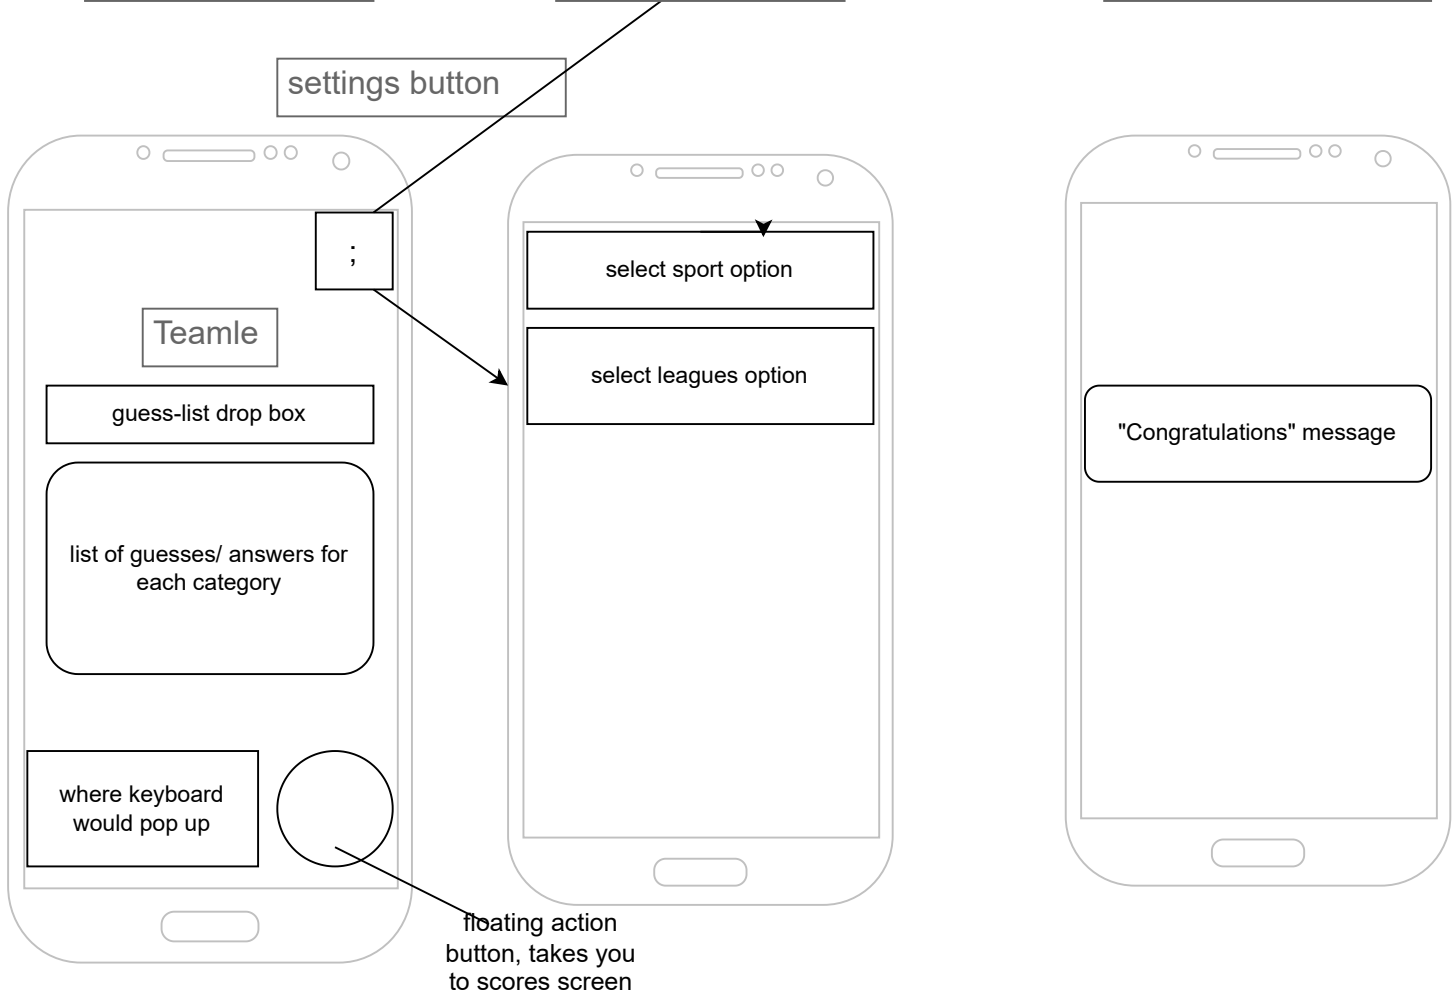 settings button
;
Teamle
guess-list drop box
list of guesses/ answers for
each category
where keyboard
would pop up
floating action
button, takes you
to scores screen
select sport option
select leagues option
"Congratulations" message